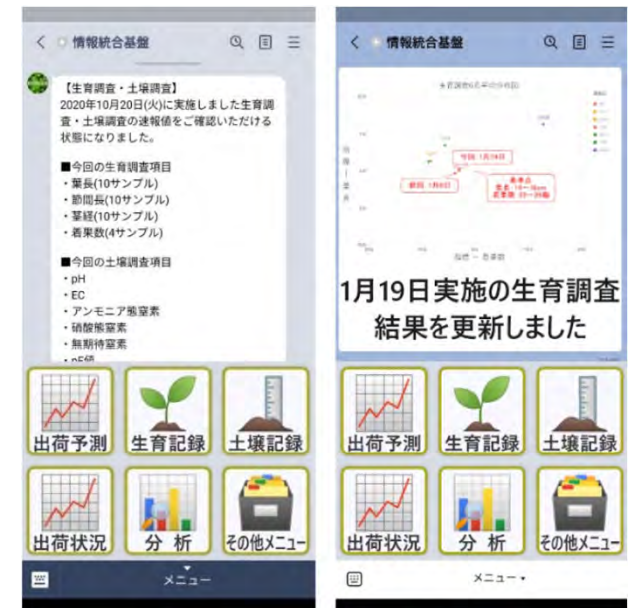 情報統合基盤
【生育調査・土壌調査】
2020年10月20日(火)に実施しました生育調
査・土壌調査の速報値をご確認いただける
状態になりました。
■今回の生育調査項目
・葉長(10サンプル)
・節間長(10サンプル)
・茎経(10サンプル)
・着果数(4サンプル)
■今回の土壌調査項目
・pH
・EC
・アンモニア態窒素
・硝酸態窒素
・無期待窒素
・pF値
出荷予測
生育記録
土壌記録
出荷状況
分 析
その他メニュー
メニュー
情報統合基盤
今回 1月19日
前回 1月6日
1月19日実施の生育調査
結果を更新しました
出荷予測
生育記録
土壌記録
出荷状況
分 析
その他メニュー
メニュー